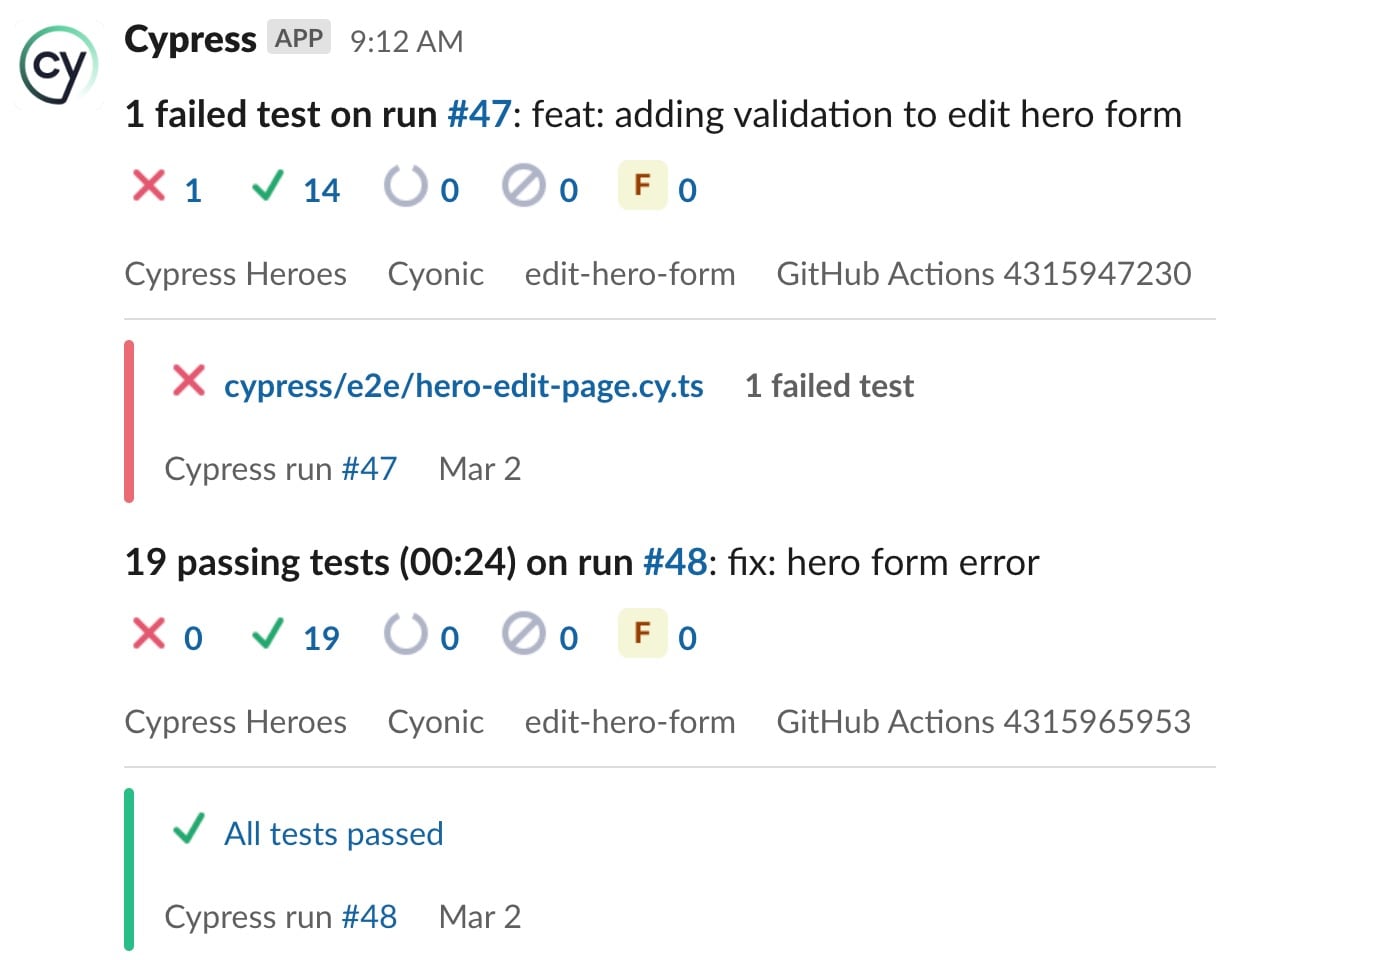 cy
Cypress APP 9:12 AM
1 failed test on run #47: feat: adding validation to edit hero form
1 14 0 0 F 0
Cypress Heroes Cyonic edit-hero-form GitHub Actions 4315947230
cypress/e2e/hero-edit-page.cy.ts 1 failed test
Cypress run #47 Mar 2
19 passing tests (00:24) on run #48: fix: hero form error
0 19 0 0 F 0
Cypress Heroes Cyonic edit-hero-form GitHub Actions 4315965953
All tests passed
Cypress run #48 Mar 2